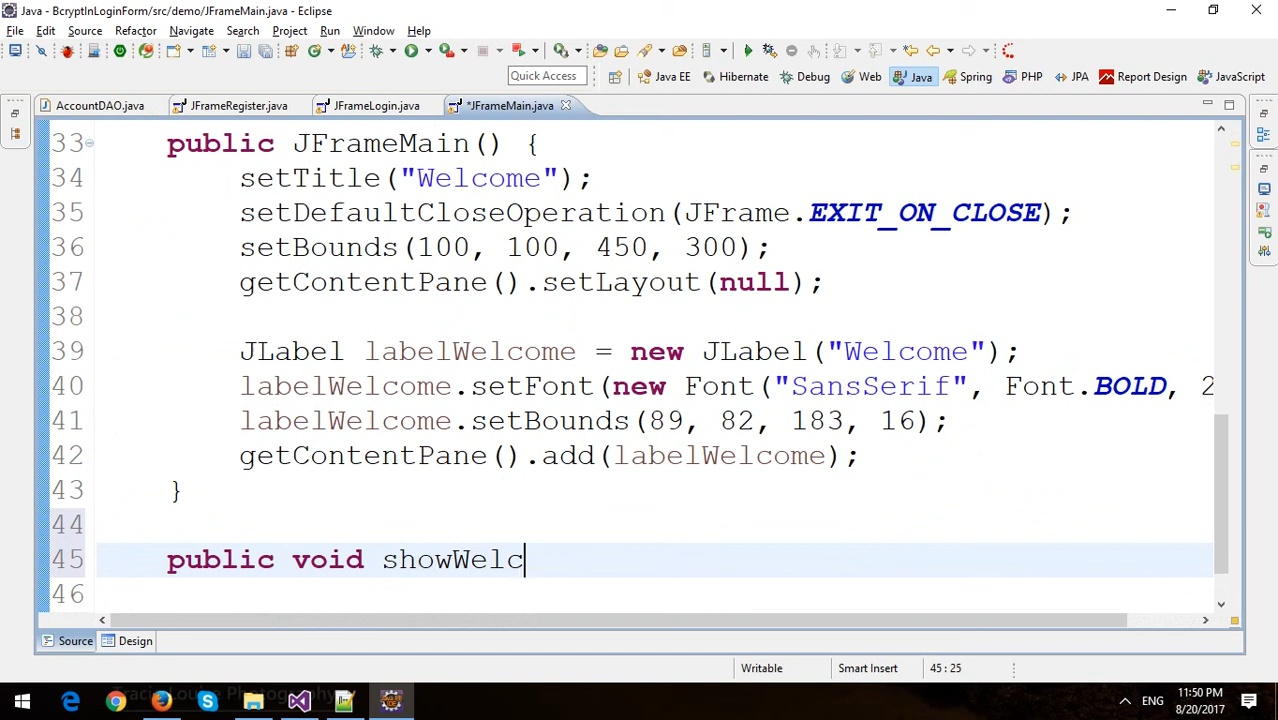 Java - BcryptInLoginForm/src/demo/JFrameMain.java - Eclipse
File Edit Source Refactor Navigate Search Project Run Window Help
Quick Access Java EE Hibernate Debug Web Java Spring PHP JPA Report Design JavaScript
AccountDAO.java JFrameRegister.java JFrameLogin.java *JFrameMain.java
33 public JFrameMain() {
34 setTitle("Welcome");
35 setDefaultCloseOperation(JFrame.EXIT_ON_CLOSE);
36 setBounds(100, 100, 450, 300);
37 getContentPane().setLayout(null);
38
39 JLabel labelWelcome = new JLabel("Welcome");
40 labelWelcome.setFont(new Font("SansSerif", Font.BOLD, 2
41 labelWelcome.setBounds(89, 82, 183, 16);
42 getContentPane().add(labelWelcome);
43 }
44
45 public void showWelc
46
Source Design
Writable Smart Insert 45 : 25
ENG 11:50 PM
8/20/2017